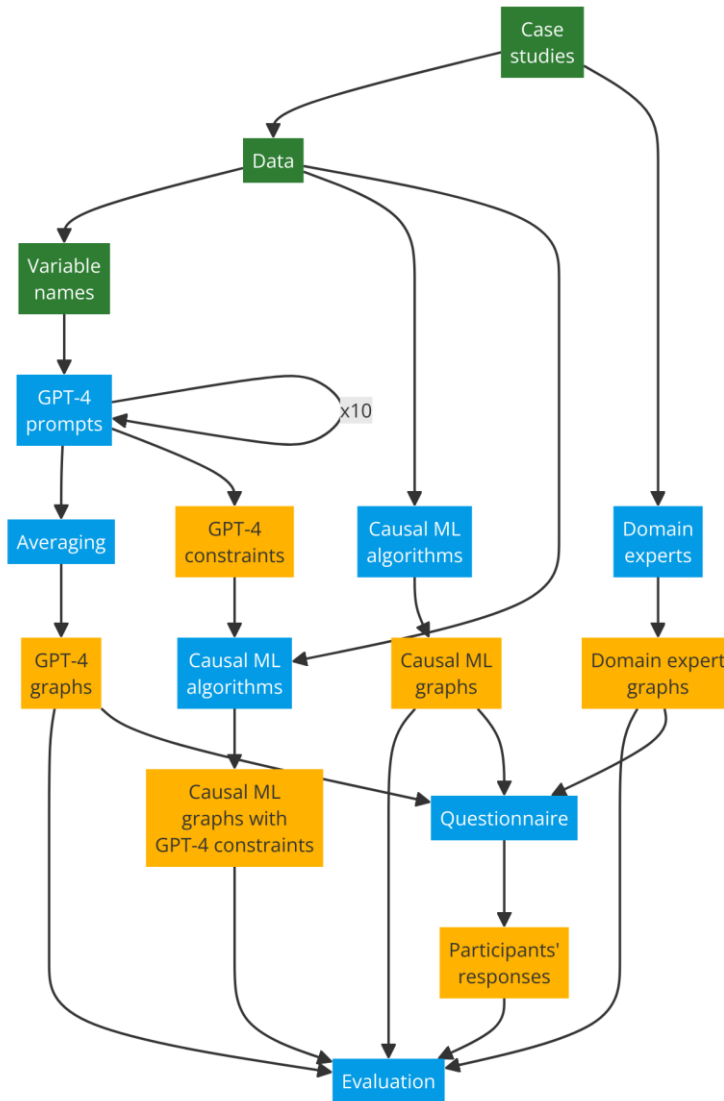 Case
studies
Data
Variable
names
GPT-4
prompts
x10
Averaging
GPT-4
constraints
Causal ML
algorithms
Domain
experts
GPT-4
graphs
Causal ML
algorithms
Causal ML
graphs
Domain expert
graphs
Causal ML
graphs with
GPT-4 constraints
Questionnaire
Participants'
responses
Evaluation